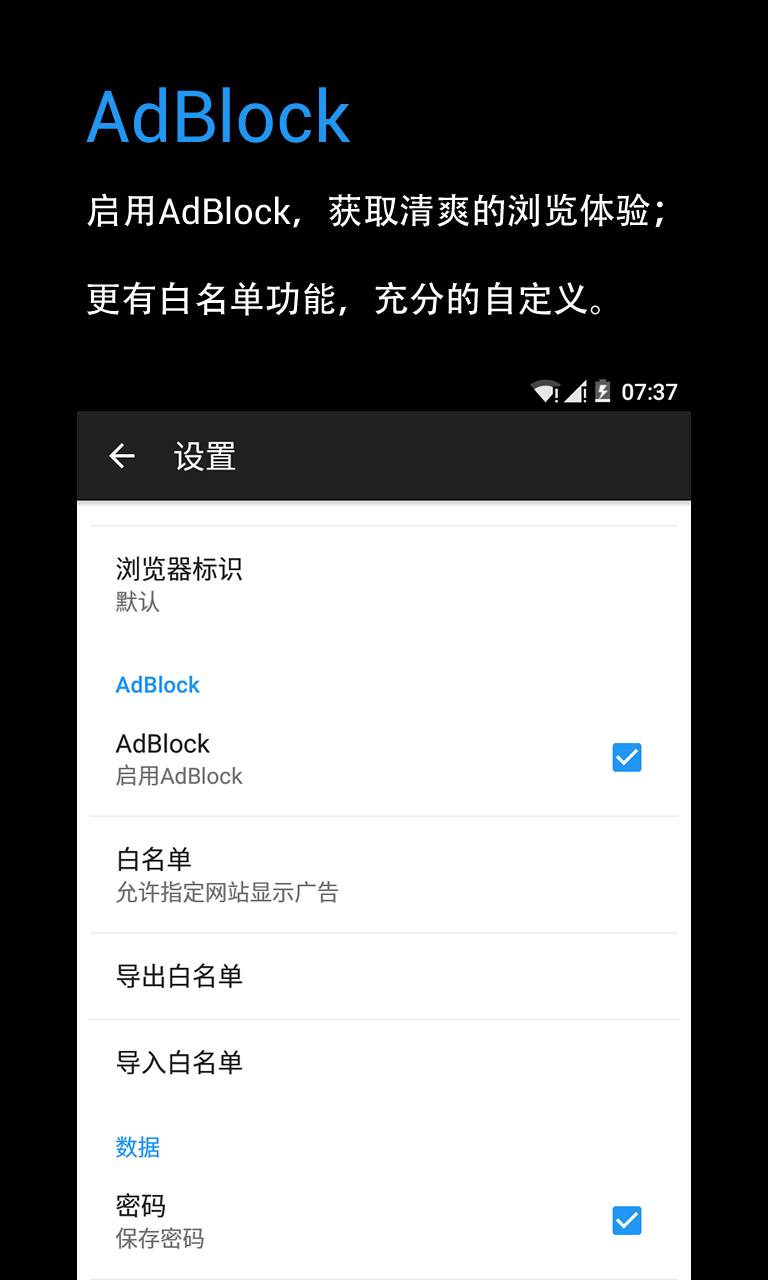 AdBlock
启用AdBlock，获取清爽的浏览体验；
更有白名单功能，充分的自定义。
07:37
设置
浏览器标识
默认
AdBlock
AdBlock
启用AdBlock
白名单
允许指定网站显示广告
导出白名单
导入白名单
数据
密码
保存密码